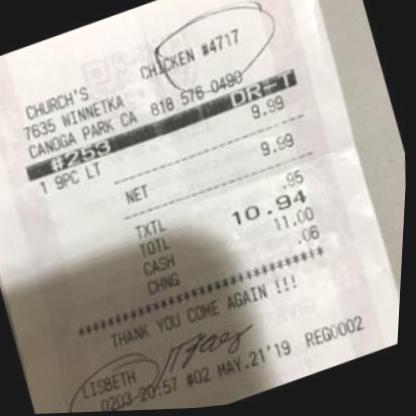 CHURCH'S CHICKEN #4717
7635 WINNETKA
CANOGA PARK CA 818 576-0490
#253 DR-T
1 9PC LT 9.99
NET 9.99
TXTL .95
TOTL 10.94
CASH 11.00
CHNG .06
THANK YOU COME AGAIN !!!
LISBETH
0203-20:57 #02 MAY.21'19 REG0002